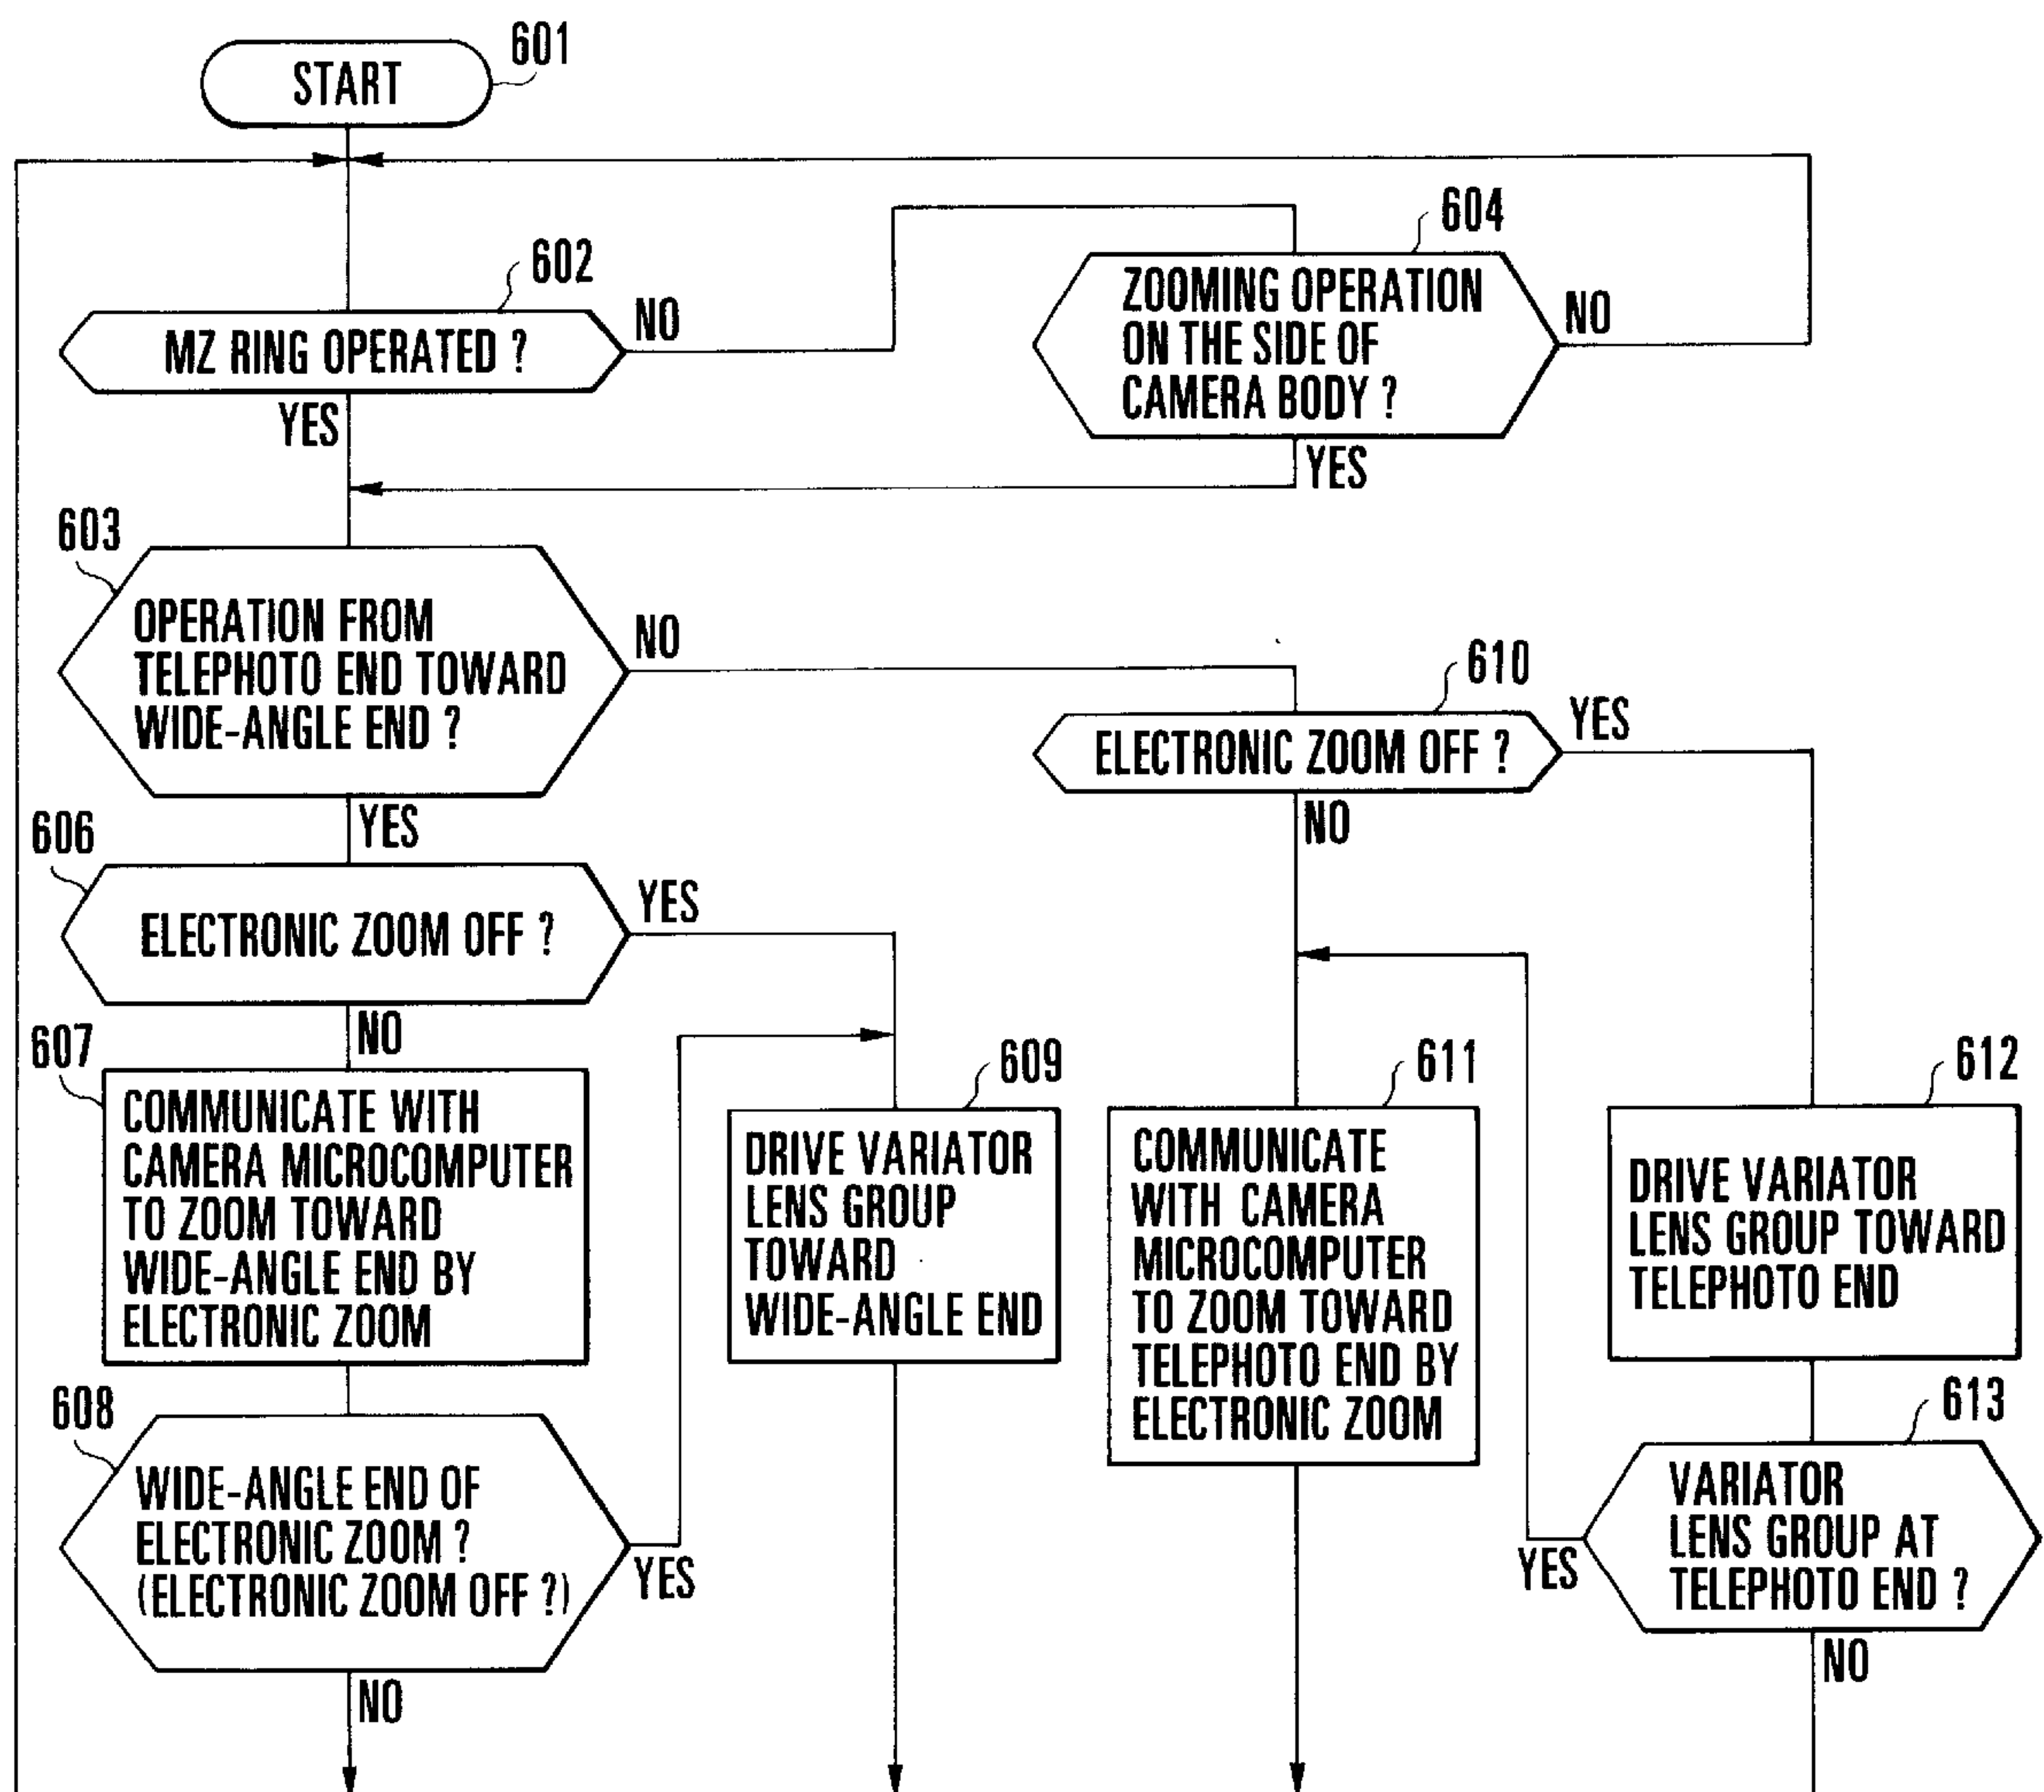 START
601
602
MZ RING OPERATED ?
NO
YES
604
ZOOMING OPERATION
ON THE SIDE OF
CAMERA BODY ?
NO
YES
603
OPERATION FROM
TELEPHOTO END TOWARD
WIDE-ANGLE END ?
NO
YES
610
ELECTRONIC ZOOM OFF ?
YES
NO
606
ELECTRONIC ZOOM OFF ?
YES
NO
607
COMMUNICATE WITH
CAMERA MICROCOMPUTER
TO ZOOM TOWARD
WIDE-ANGLE END BY
ELECTRONIC ZOOM
609
DRIVE VARIATOR
LENS GROUP
TOWARD
WIDE-ANGLE END
611
COMMUNICATE
WITH CAMERA
MICROCOMPUTER
TO ZOOM TOWARD
TELEPHOTO END BY
ELECTRONIC ZOOM
612
DRIVE VARIATOR
LENS GROUP TOWARD
TELEPHOTO END
608
WIDE-ANGLE END OF
ELECTRONIC ZOOM ?
(ELECTRONIC ZOOM OFF ?)
YES
NO
613
VARIATOR
LENS GROUP AT
TELEPHOTO END ?
YES
NO